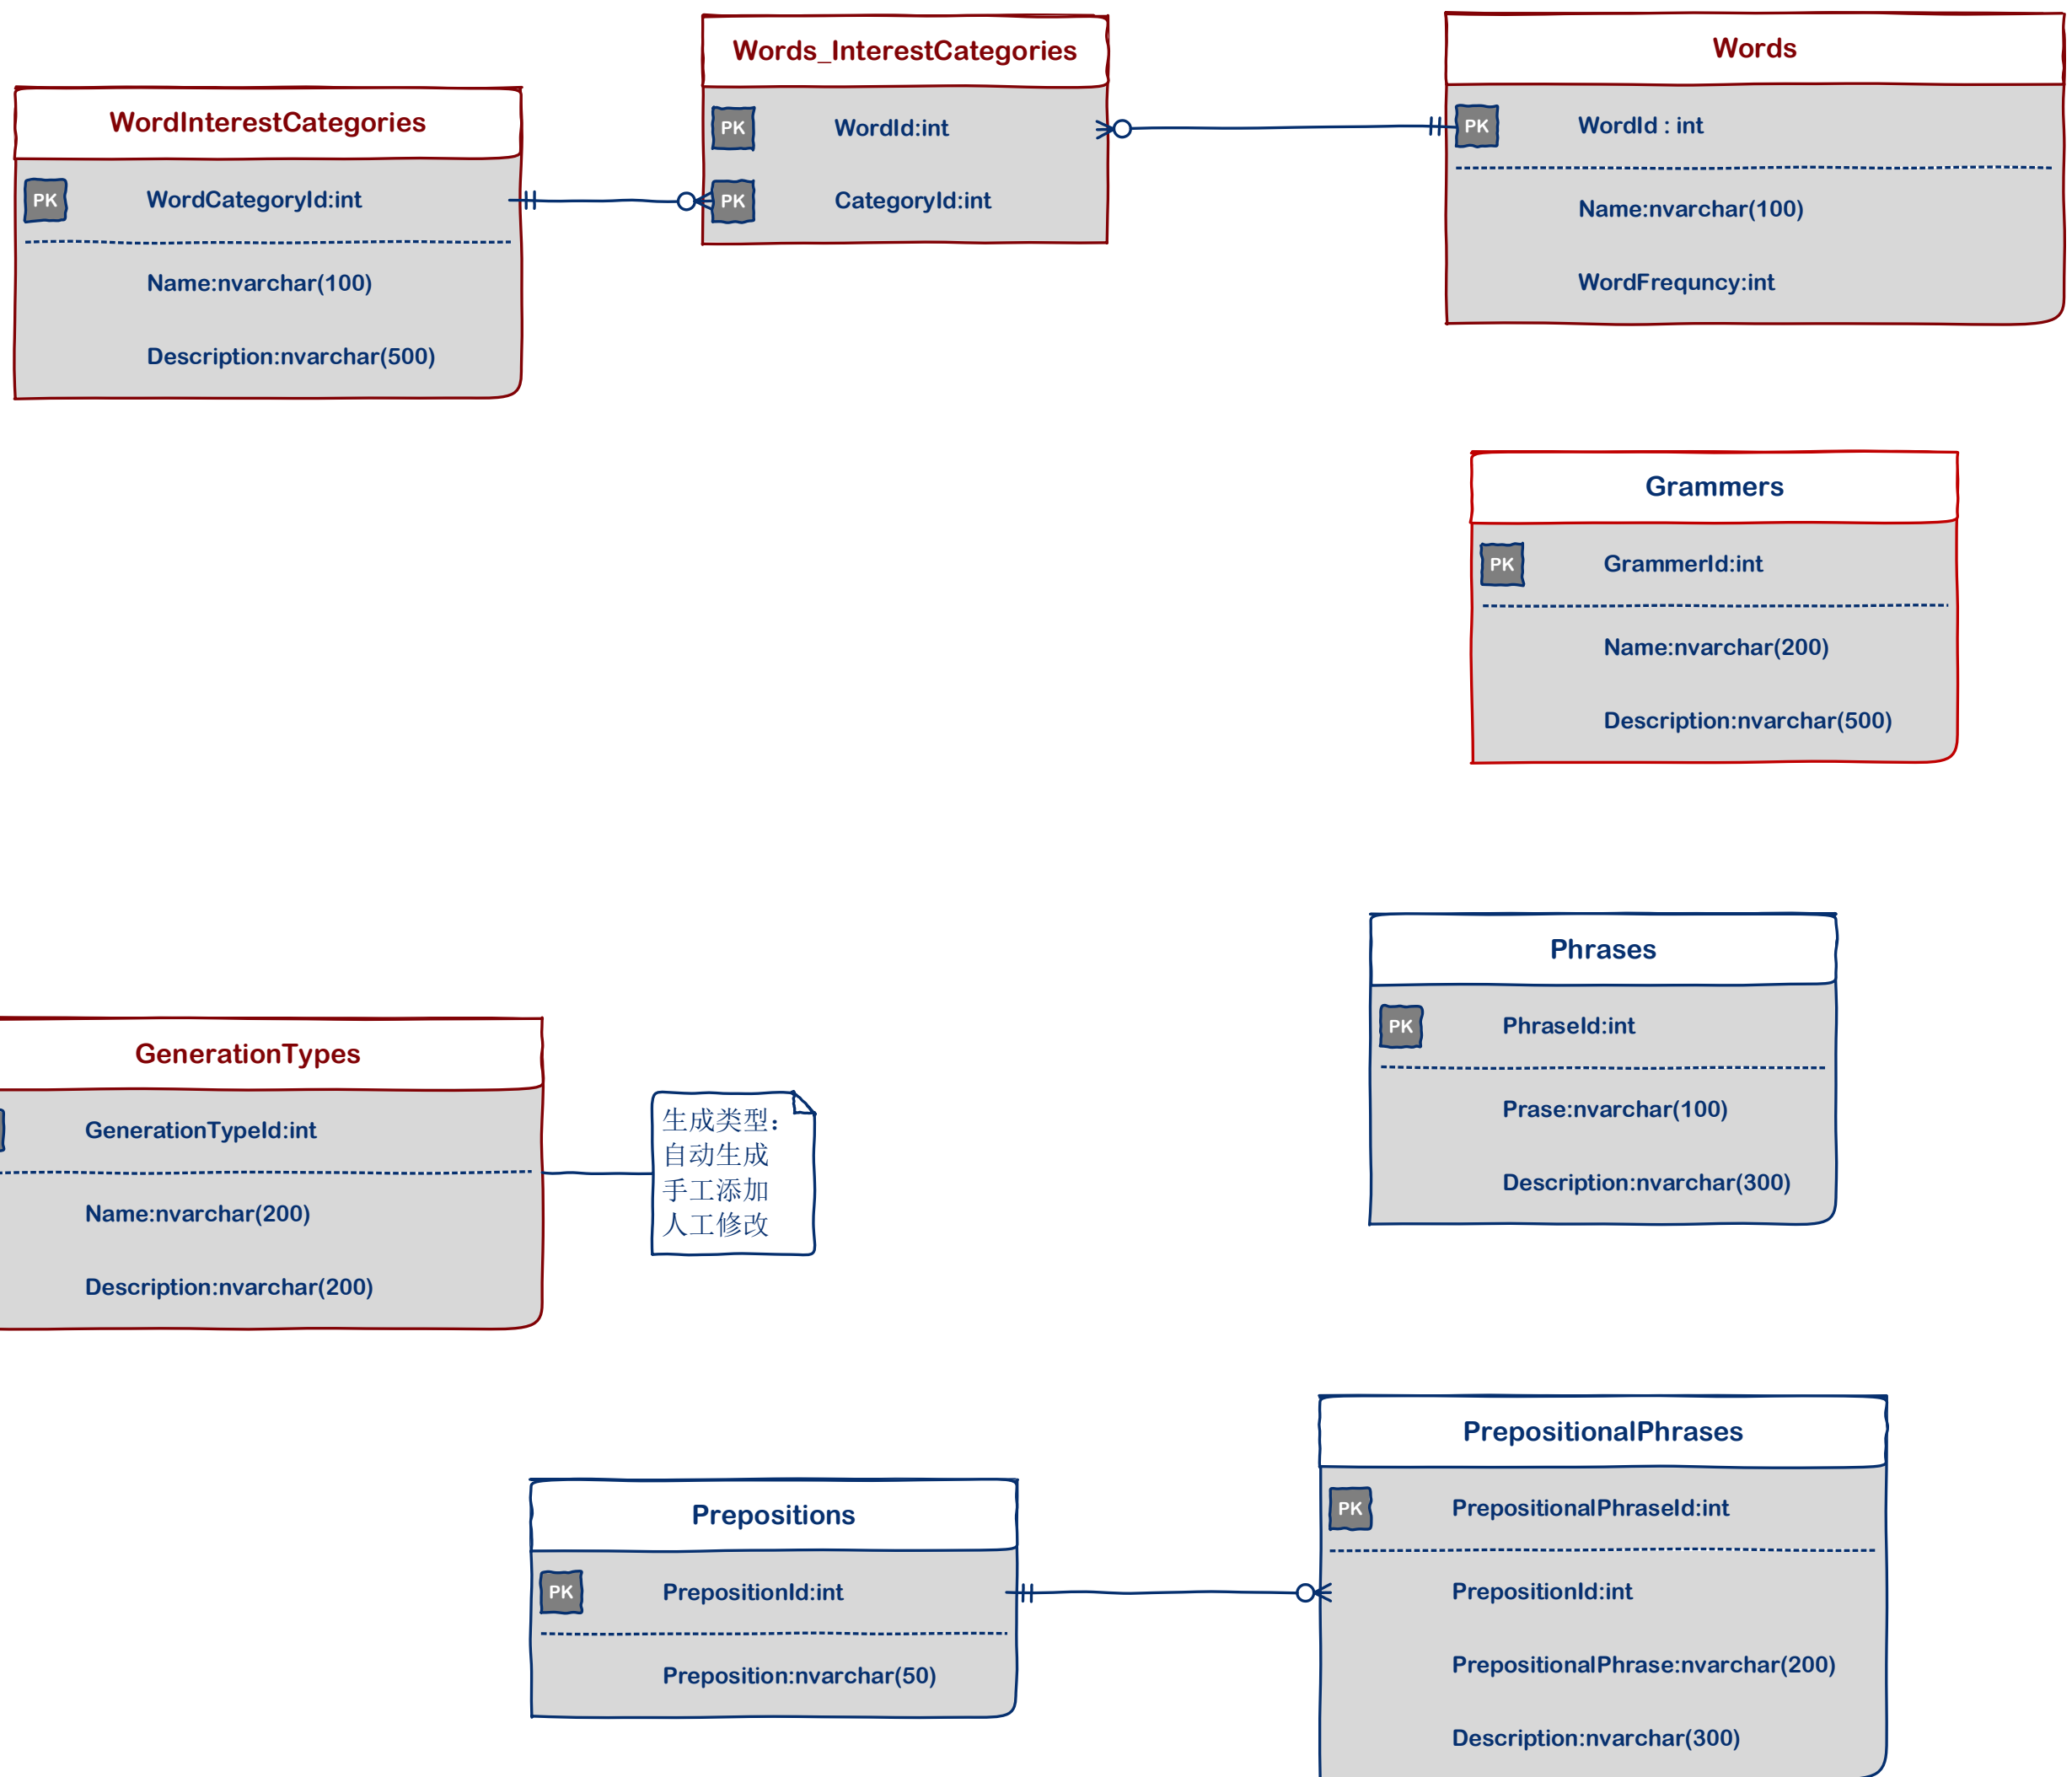 Words_InterestCategories
PK WordId:int
PK CategoryId:int
Words
PK WordId : int
Name:nvarchar(100)
WordFrequncy:int
WordInterestCategories
PK WordCategoryId:int
Name:nvarchar(100)
Description:nvarchar(500)
Grammers
PK GrammerId:int
Name:nvarchar(200)
Description:nvarchar(500)
Phrases
PK PhraseId:int
Prase:nvarchar(100)
Description:nvarchar(300)
GenerationTypes
GenerationTypeId:int
Name:nvarchar(200)
Description:nvarchar(200)
生成类型：
自动生成
手工添加
人工修改
PrepositionalPhrases
PK PrepositionalPhraseId:int
PrepositionId:int
PrepositionalPhrase:nvarchar(200)
Description:nvarchar(300)
Prepositions
PK PrepositionId:int
Preposition:nvarchar(50)